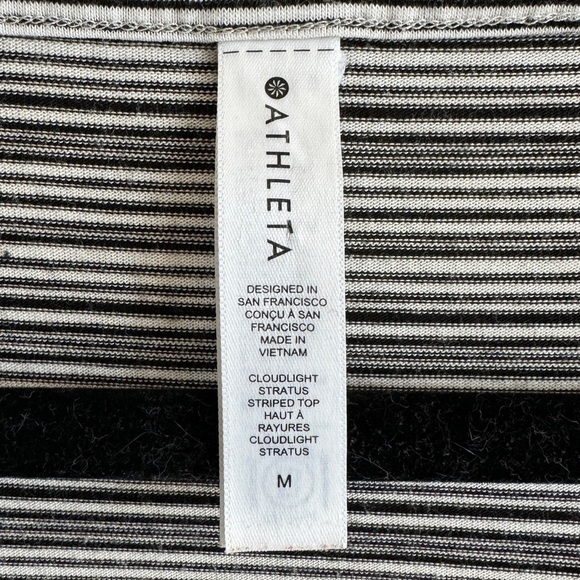 ATHLETA
DESIGNED IN
SAN FRANCISCO
CONÇU À SAN
FRANCISCO
MADE IN
VIETNAM
CLOUDLIGHT
STRATUS
STRIPED TOP
HAUT À
RAYURES
CLOUDLIGHT
STRATUS
M